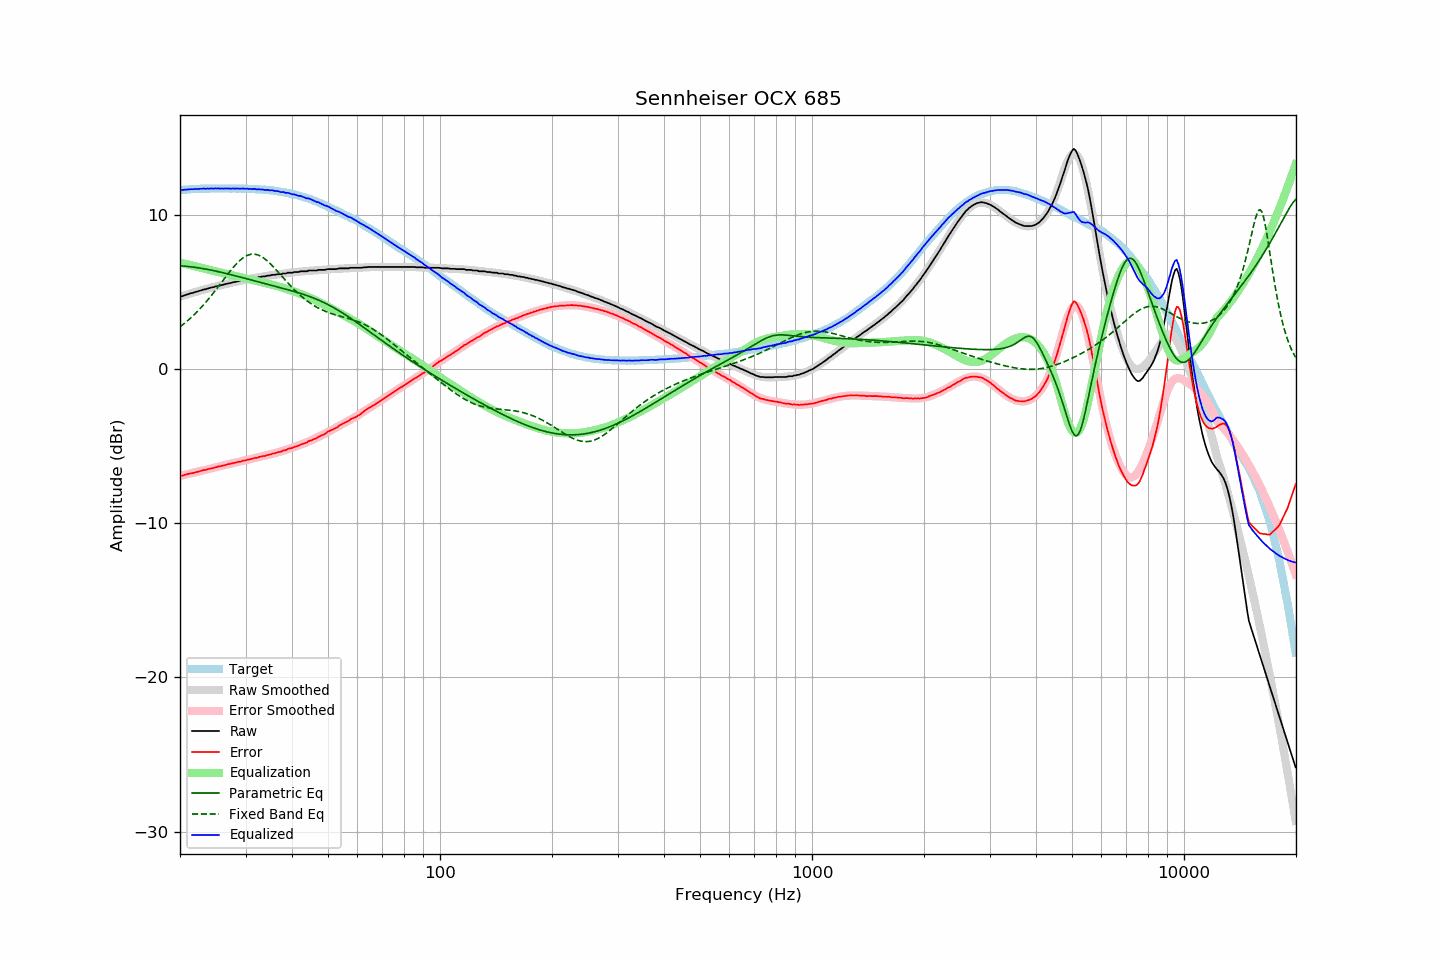 Sennheiser OCX 685
10
0
−10
−20
−30
Amplitude (dBr)
Target
Raw Smoothed
Error Smoothed
Raw
Error
Equalization
Parametric Eq
Fixed Band Eq
Equalized
100
1000
10000
Frequency (Hz)